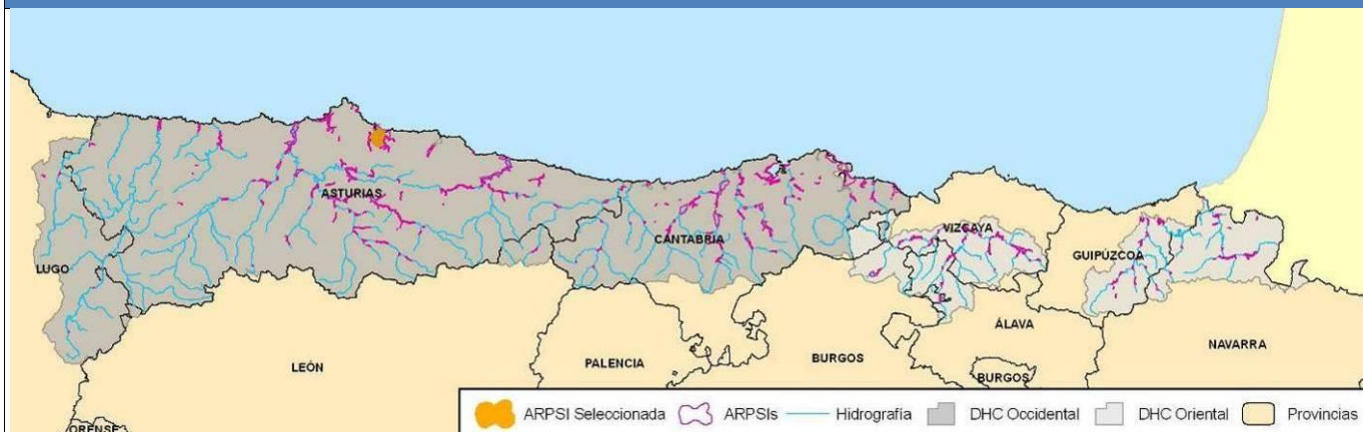 ASTURIAS
CANTABRIA
VIZCAYA
GUIPÚZCOA
LUGO
ÁLAVA
NAVARRA
LEÓN
PALENCIA
BURGOS
BURGOS
ORENSE
ARPSI Seleccionada ARPSIs Hidrografía DHC Occidental DHC Oriental Provincias